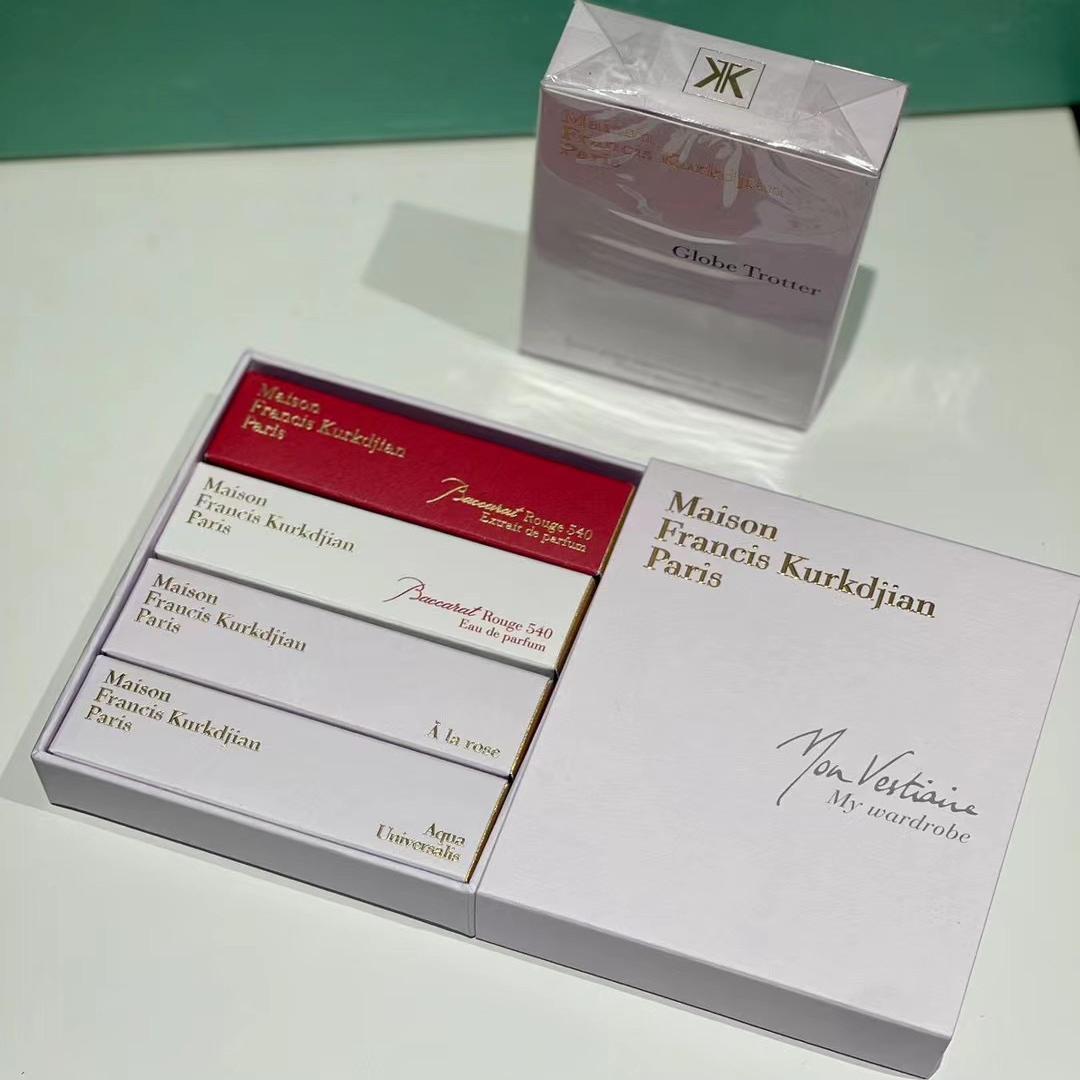 Maison
Francis Kurkdjian
Paris
Globe Trotter
Maison
Francis Kurkdjian
Paris
Baccarat Rouge 540
Extrait de parfum
Maison
Francis Kurkdjian
Paris
Baccarat Rouge 540
Eau de parfum
Maison
Francis Kurkdjian
Paris
À la rose
Maison
Francis Kurkdjian
Paris
Aqua
Universalis
Maison
Francis Kurkdjian
Paris
Mon Vestiaire
My wardrobe